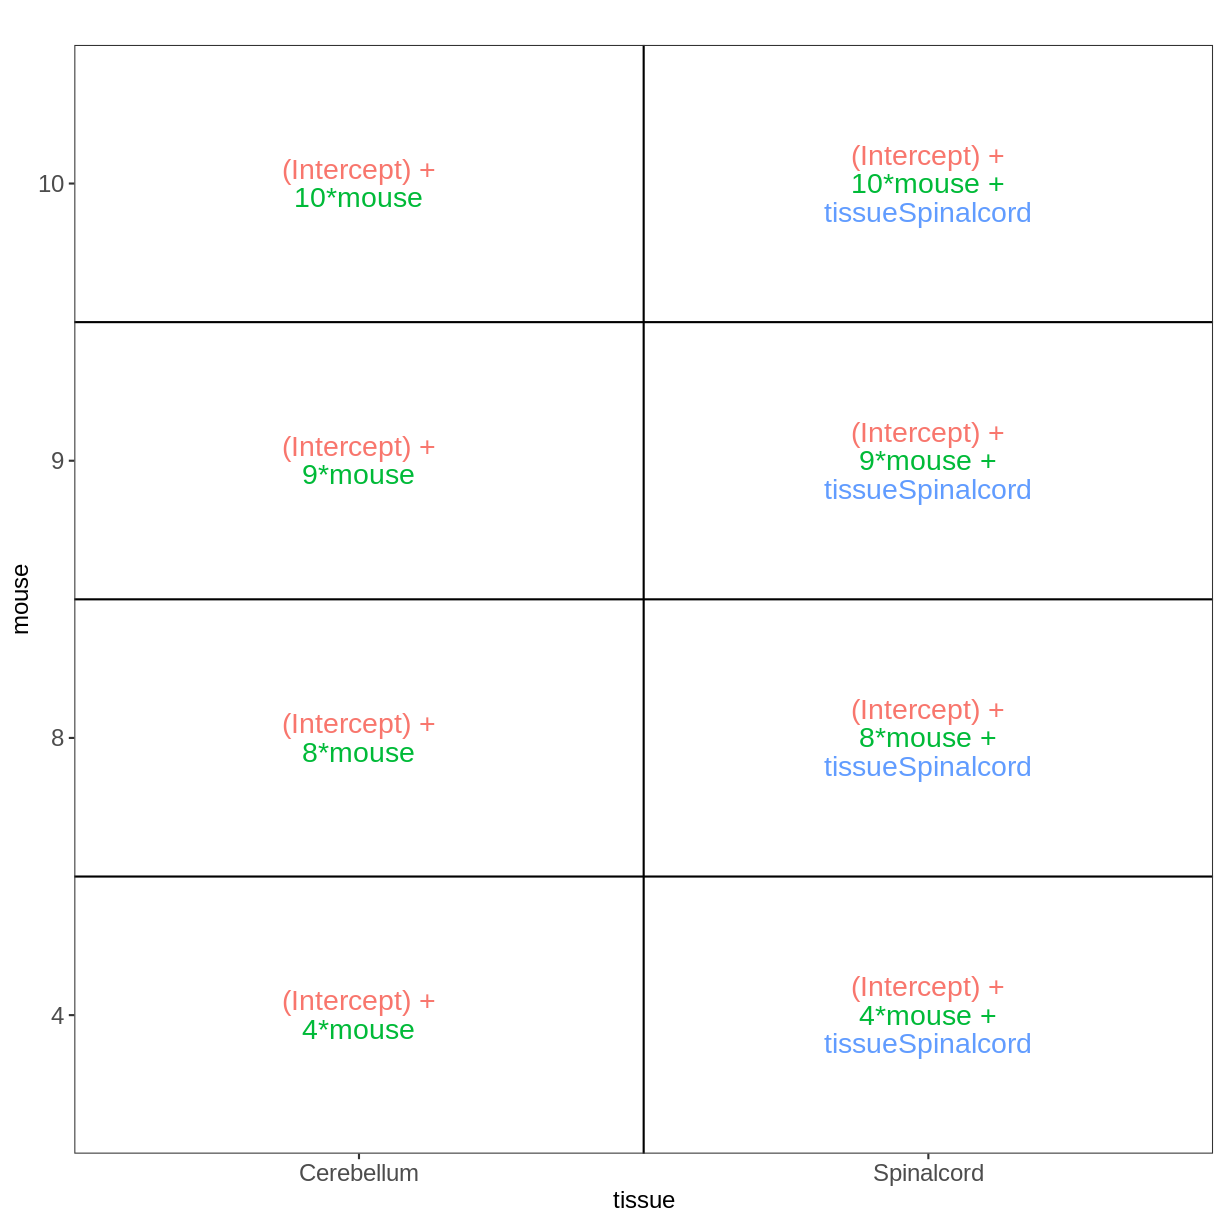 10
(Intercept) +
10*mouse
(Intercept) +
10*mouse +
tissueSpinalcord
9
(Intercept) +
9*mouse
(Intercept) +
9*mouse +
tissueSpinalcord
mouse
8
(Intercept) +
8*mouse
(Intercept) +
8*mouse +
tissueSpinalcord
4
(Intercept) +
4*mouse
(Intercept) +
4*mouse +
tissueSpinalcord
Cerebellum
Spinalcord
tissue